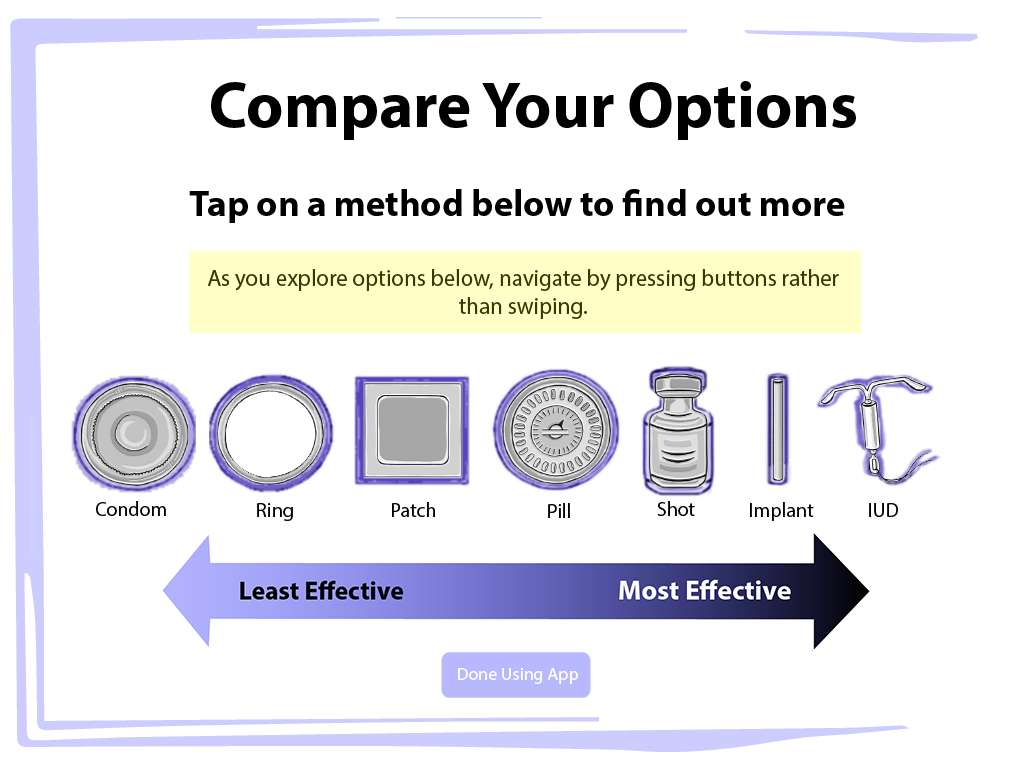 Compare Your Options
Tap on a method below to find out more
As you explore options below, navigate by pressing buttons rather
than swiping.
Condom Ring Patch Pill Shot Implant IUD
Least Effective Most Effective
Done Using App